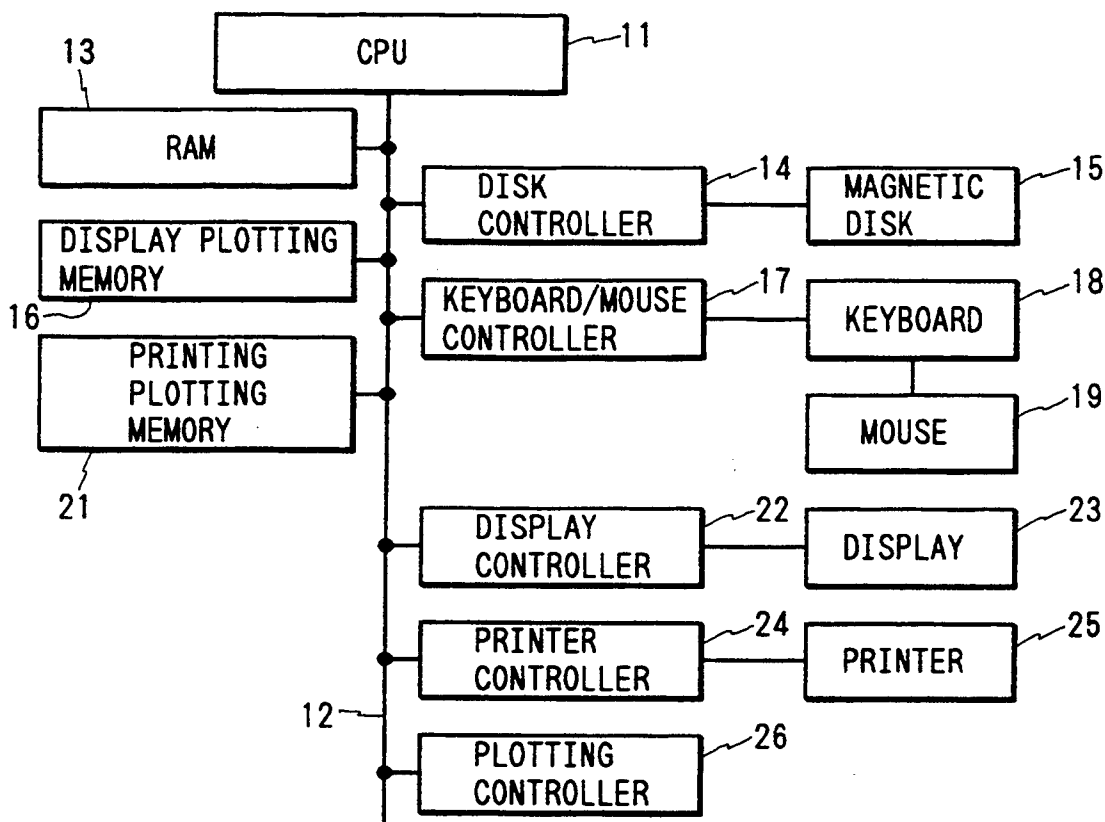 CPU
11
13
RAM
DISK
CONTROLLER
14
MAGNETIC
DISK
15
DISPLAY PLOTTING
MEMORY
16
KEYBOARD/MOUSE
CONTROLLER
17
KEYBOARD
18
PRINTING
PLOTTING
MEMORY
21
MOUSE
19
DISPLAY
CONTROLLER
22
DISPLAY
23
PRINTER
CONTROLLER
24
PRINTER
25
12
PLOTTING
CONTROLLER
26